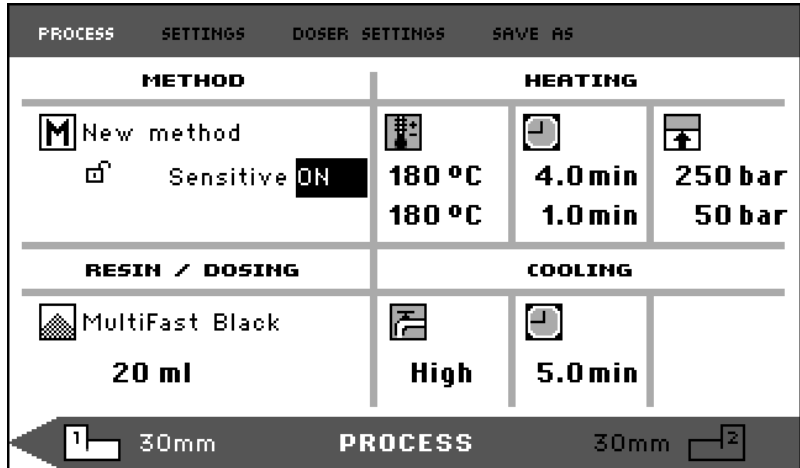 PROCESS SETTINGS DOSER SETTINGS SAVE AS
METHOD HEATING
M New method
Sensitive ON
180 ºC 4.0 min 250 bar
180 ºC 1.0 min 50 bar
RESIN / DOSING COOLING
MultiFast Black
20 ml High 5.0 min
1 30mm PROCESS 30mm 2